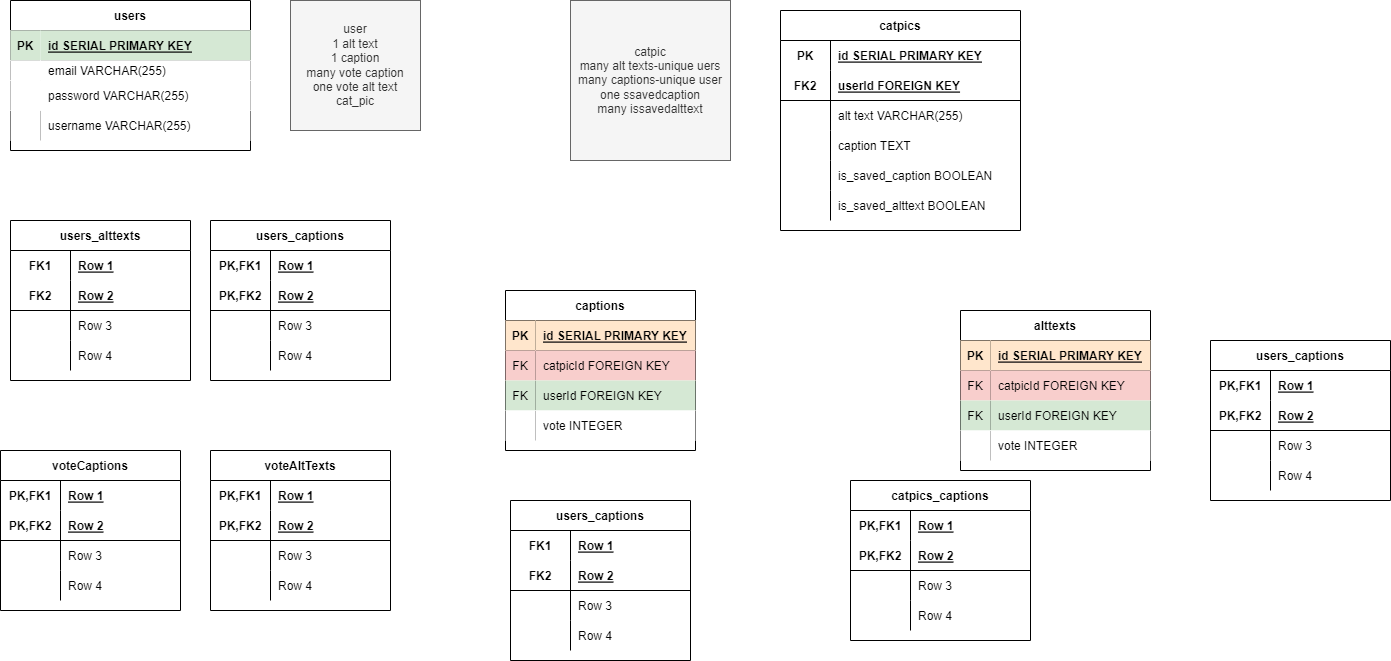 users
PK id SERIAL PRIMARY KEY
email VARCHAR(255)
password VARCHAR(255)
username VARCHAR(255)
user
1 alt text
1 caption
many vote caption
one vote alt text
cat_pic
catpic
many alt texts-unique uers
many captions-unique user
one ssavedcaption
many issavedalttext
catpics
PK id SERIAL PRIMARY KEY
FK2 userId FOREIGN KEY
alt text VARCHAR(255)
caption TEXT
is_saved_caption BOOLEAN
is_saved_alttext BOOLEAN
users_alttexts
FK1 Row 1
FK2 Row 2
Row 3
Row 4
users_captions
PK,FK1 Row 1
PK,FK2 Row 2
Row 3
Row 4
captions
PK id SERIAL PRIMARY KEY
FK catpicId FOREIGN KEY
FK userId FOREIGN KEY
vote INTEGER
alttexts
PK id SERIAL PRIMARY KEY
FK catpicId FOREIGN KEY
FK userId FOREIGN KEY
vote INTEGER
users_captions
PK,FK1 Row 1
PK,FK2 Row 2
Row 3
Row 4
voteCaptions
PK,FK1 Row 1
PK,FK2 Row 2
Row 3
Row 4
voteAltTexts
PK,FK1 Row 1
PK,FK2 Row 2
Row 3
Row 4
users_captions
FK1 Row 1
FK2 Row 2
Row 3
Row 4
catpics_captions
PK,FK1 Row 1
PK,FK2 Row 2
Row 3
Row 4